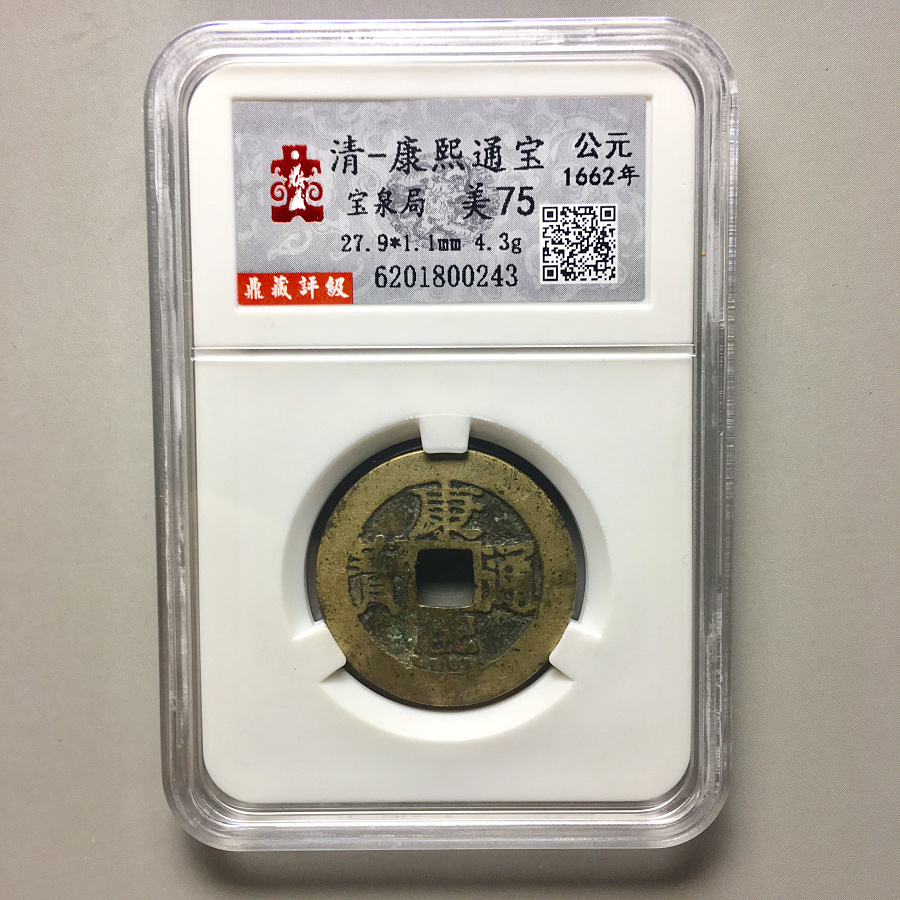 清-康熙通宝 公元
1662年
宝泉局 美75
27.9*1.1mm 4.3g
6201800243
鼎藏評級
康熙通寳